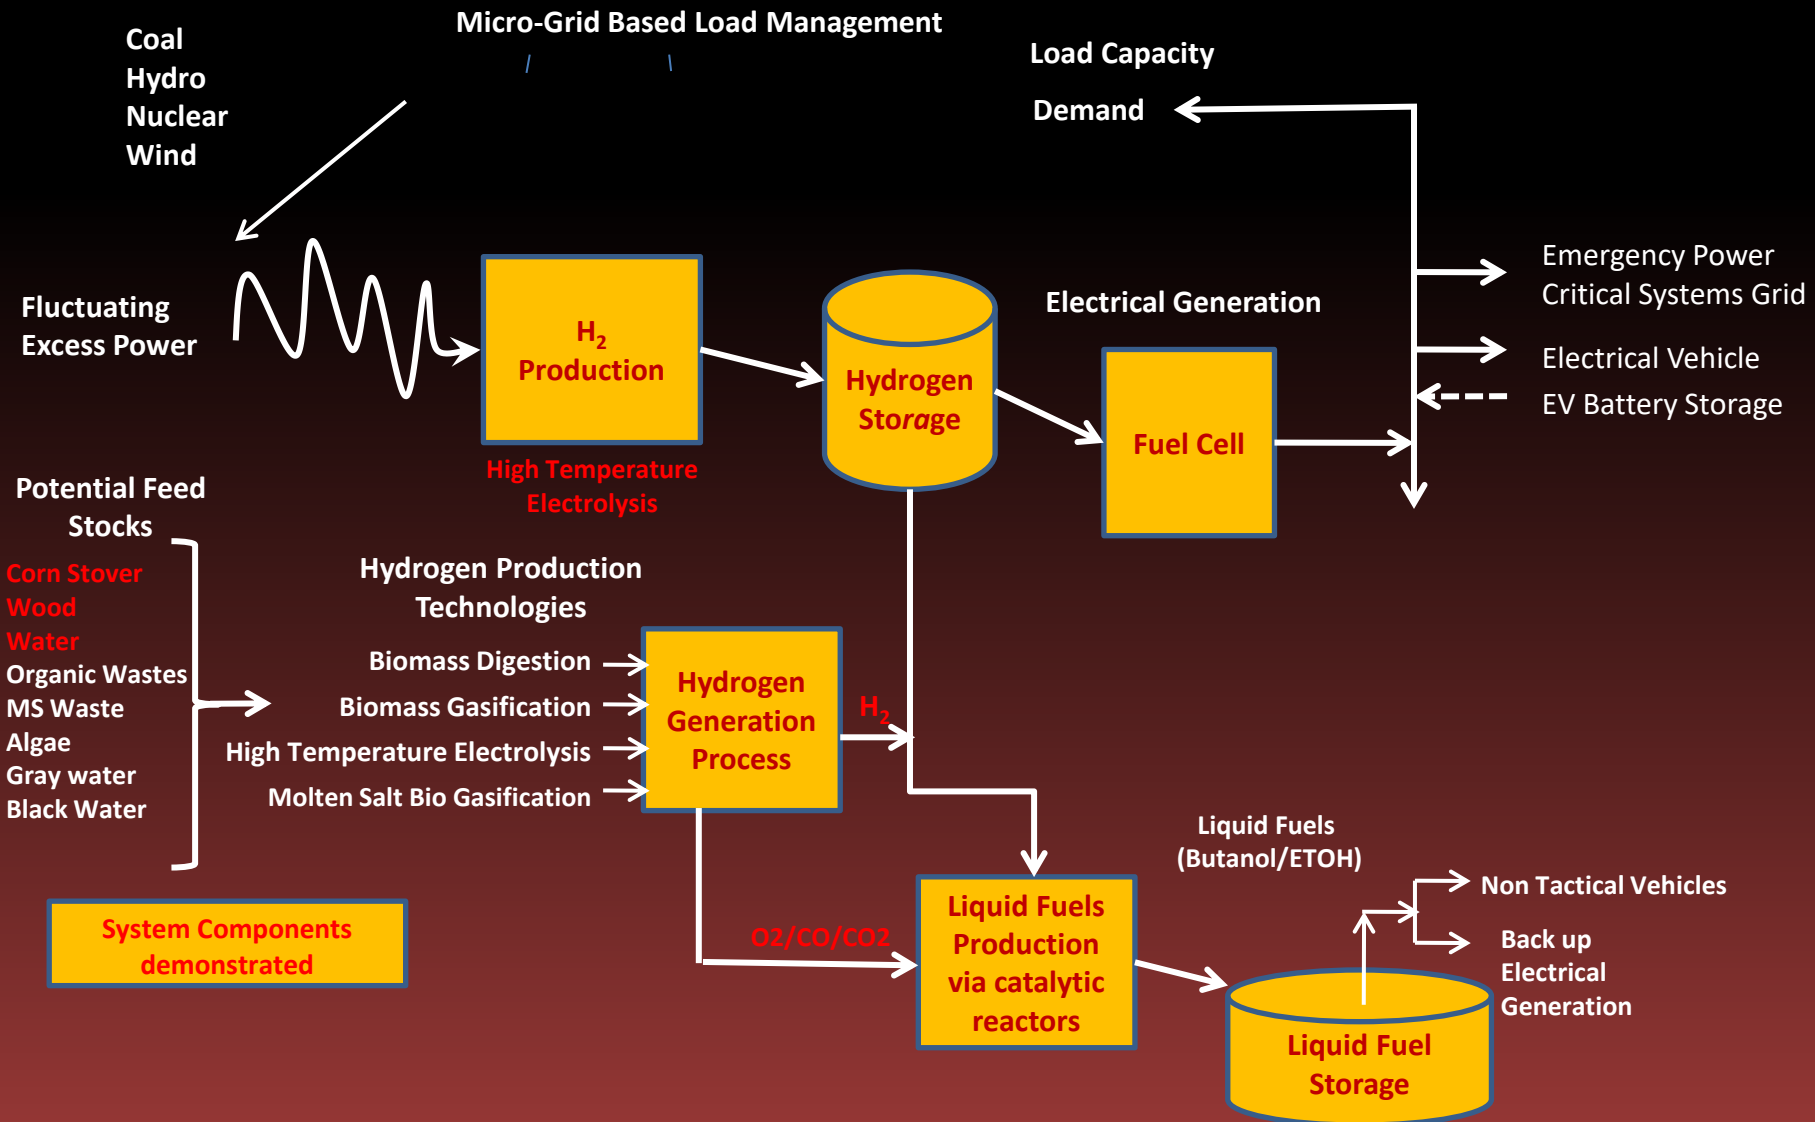 Micro-Grid Based Load Management
Coal
Hydro
Nuclear
Wind
Load Capacity
Demand
Fluctuating
Excess Power
H₂
Production
High Temperature
Electrolysis
Hydrogen
Storage
Electrical Generation
Fuel Cell
Emergency Power
Critical Systems Grid
Electrical Vehicle
EV Battery Storage
Potential Feed
Stocks
Corn Stover
Wood
Water
Organic Wastes
MS Waste
Algae
Gray water
Black Water
Hydrogen Production
Technologies
Biomass Digestion
Biomass Gasification
High Temperature Electrolysis
Molten Salt Bio Gasification
Hydrogen
Generation
Process
H₂
O2/CO/CO2
System Components
demonstrated
Liquid Fuels
Production
via catalytic
reactors
Liquid Fuels
(Butanol/ETOH)
Non Tactical Vehicles
Back up
Electrical
Generation
Liquid Fuel
Storage